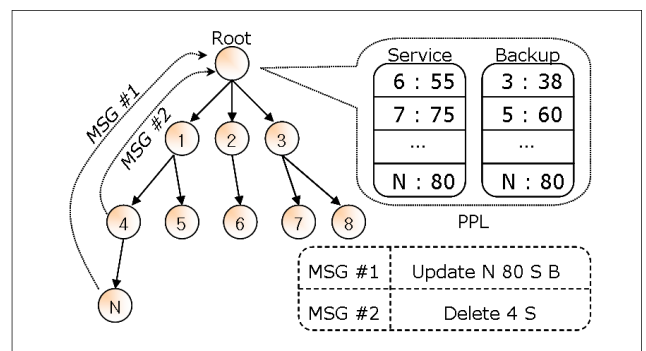 Root
Service Backup
6 : 55 3 : 38
7 : 75 5 : 60
... ...
N : 80 N : 80
PPL
MSG #1
MSG #2
1 2 3
4 5 6 7 8
N
MSG #1 Update N 80 S B
MSG #2 Delete 4 S